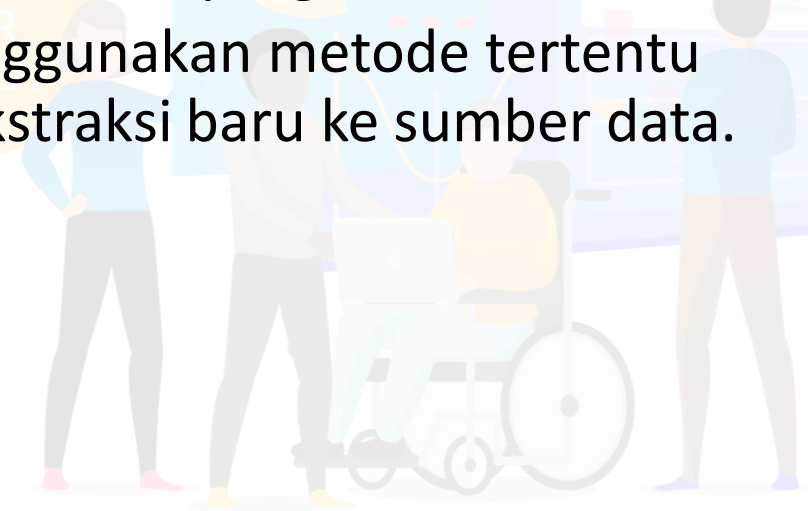 ggunakan metode tertentu
kstraksi baru ke sumber data.